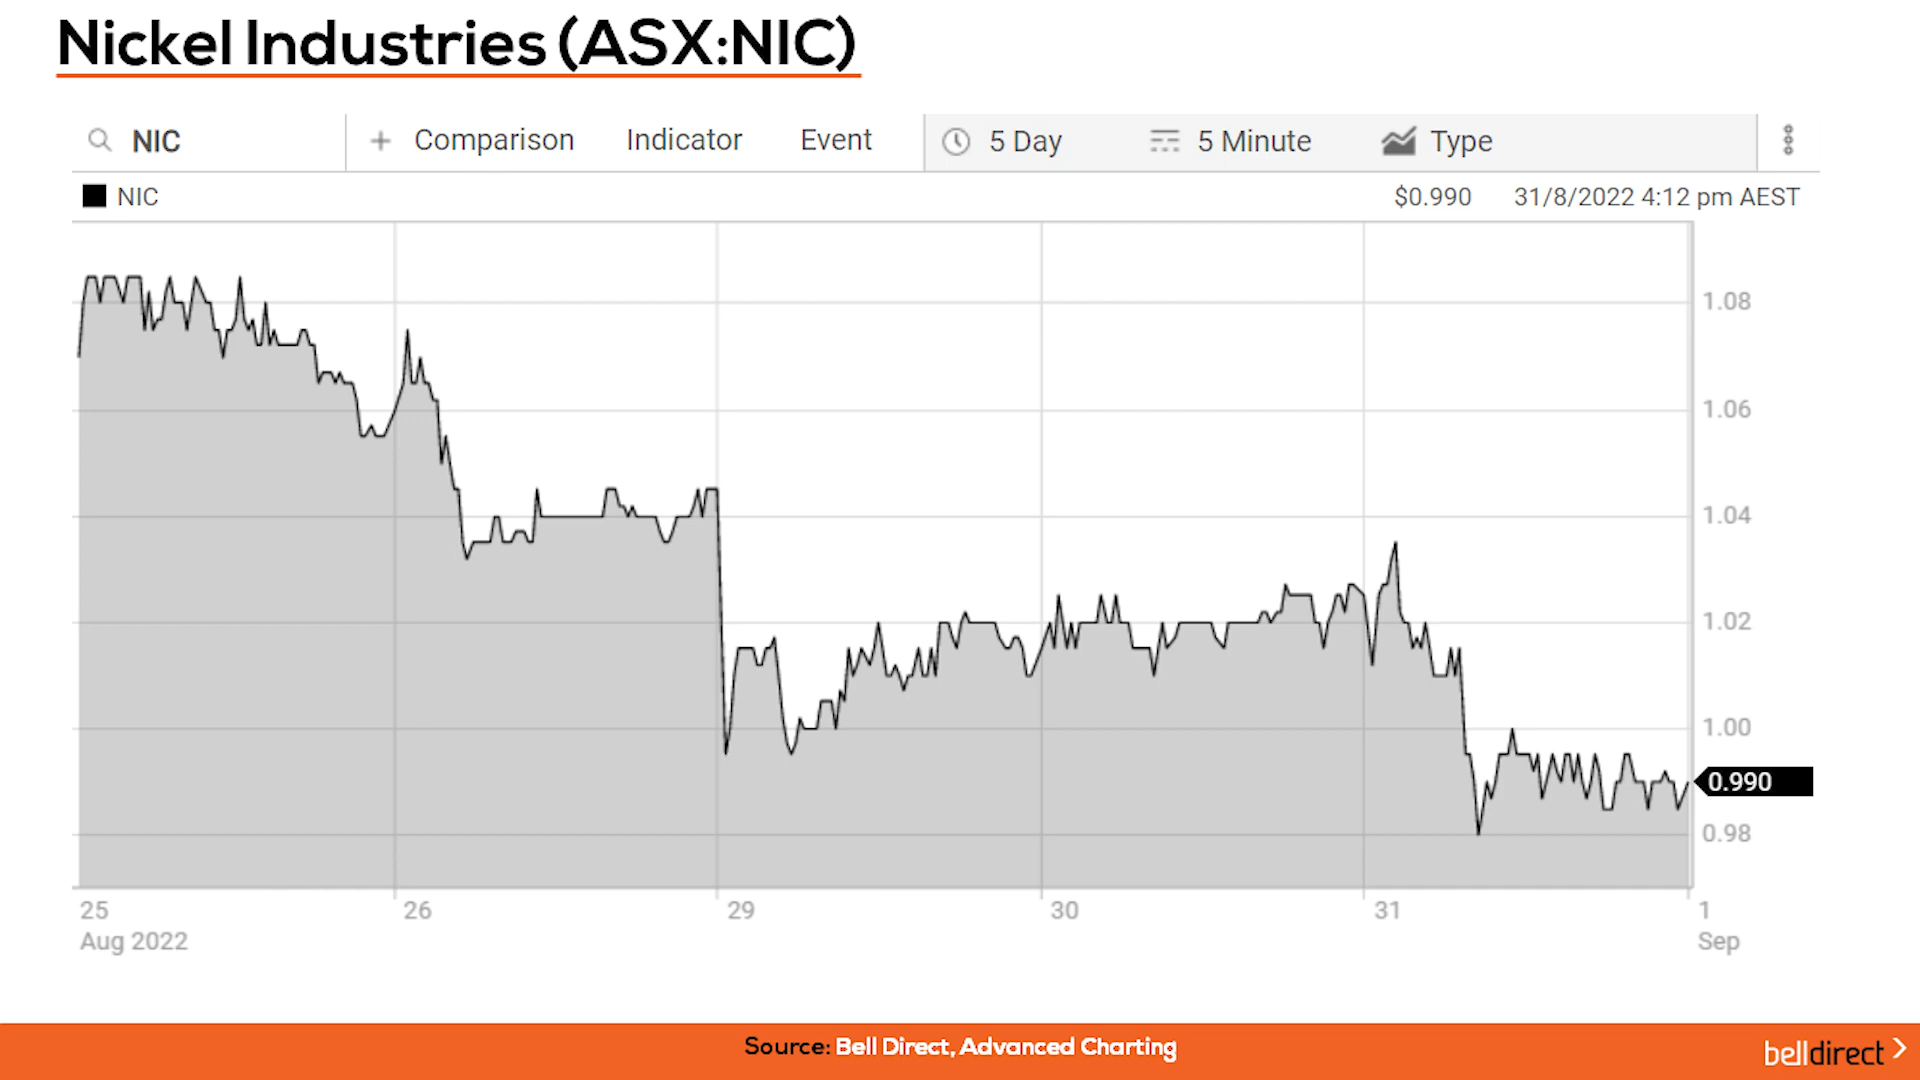 Nickel Industries (ASX:NIC)
NIC + Comparison Indicator Event 5 Day 5 Minute Type
NIC $0.990 31/8/2022 4:12 pm AEST
1.08
1.06
1.04
1.02
1.00
0.990
0.98
25 26 29 30 31 1
Aug 2022 Sep
Source: Bell Direct, Advanced Charting
belldirect